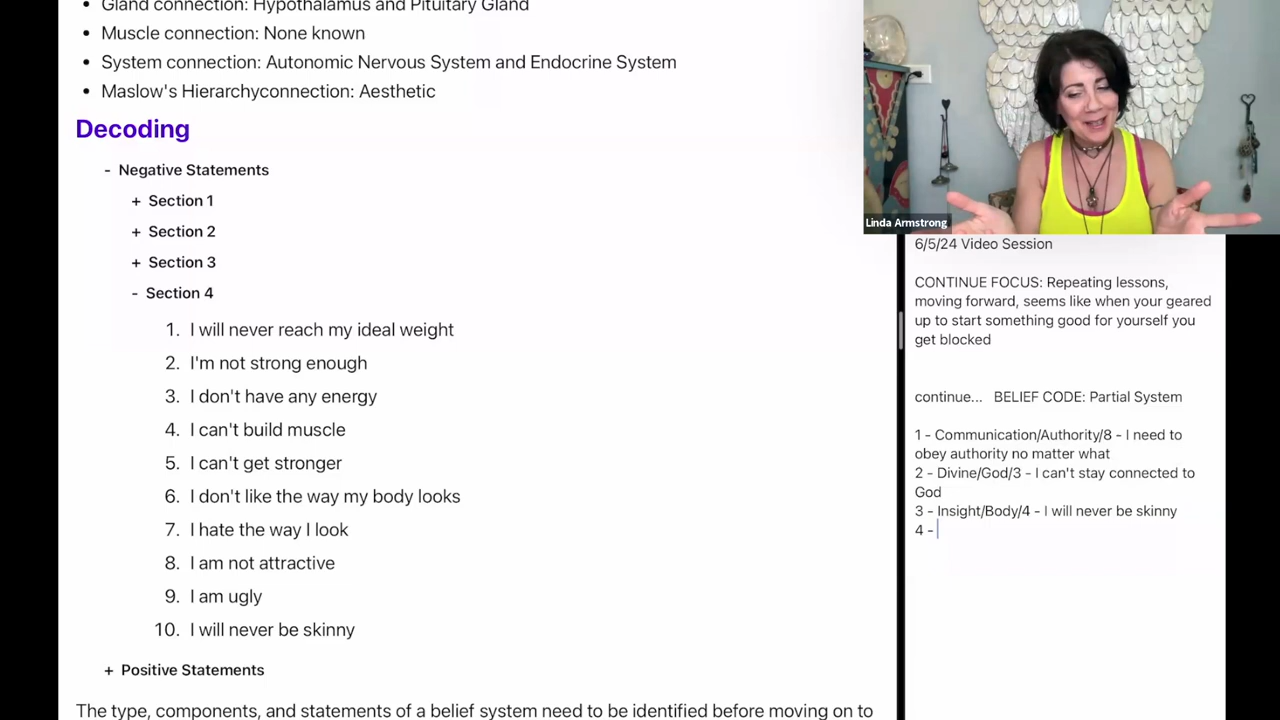 • Gland connection: Hypothalamus and Pituitary Gland
• Muscle connection: None known
• System connection: Autonomic Nervous System and Endocrine System
• Maslow's Hierarchyconnection: Aesthetic
Decoding
- Negative Statements
+ Section 1
+ Section 2
+ Section 3
- Section 4
1. I will never reach my ideal weight
2. I'm not strong enough
3. I don't have any energy
4. I can't build muscle
5. I can't get stronger
6. I don't like the way my body looks
7. I hate the way I look
8. I am not attractive
9. I am ugly
10. I will never be skinny
+ Positive Statements
The type, components, and statements of a belief system need to be identified before moving on to
Linda Armstrong
6/5/24 Video Session
CONTINUE FOCUS: Repeating lessons,
moving forward, seems like when your geared
up to start something good for yourself you
get blocked
continue... BELIEF CODE: Partial System
1 - Communication/Authority/8 - I need to
obey authority no matter what
2 - Divine/God/3 - I can't stay connected to
God
3 - Insight/Body/4 - I will never be skinny
4 -